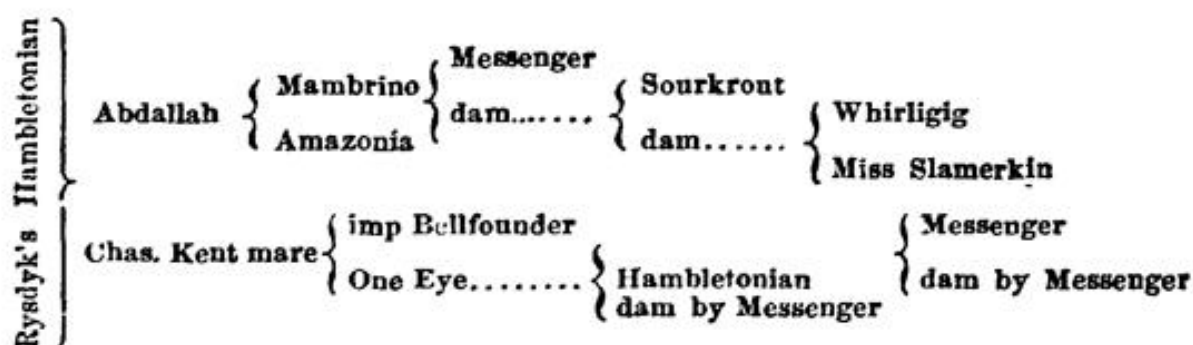 Rysdyk's Hambletonian
Messenger
Mambrino
Sourkrout
Abdallah
dam.......
Whirligig
Amazonia
dam......
Miss Slamerkin
imp Bellfounder
Messenger
Chas. Kent mare
One Eye........
Hambletonian
dam by Messenger
dam by Messenger